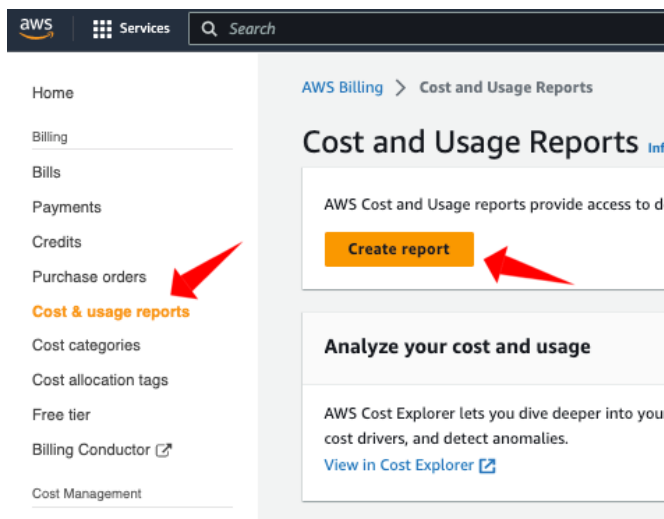 aws
Services
Search
Home
Billing
Bills
Payments
Credits
Purchase orders
Cost & usage reports
Cost categories
Cost allocation tags
Free tier
Billing Conductor
Cost Management
AWS Billing > Cost and Usage Reports
Cost and Usage Reports
AWS Cost and Usage reports provide access to
Create report
Analyze your cost and usage
AWS Cost Explorer lets you dive deeper into
cost drivers, and detect anomalies.
View in Cost Explorer